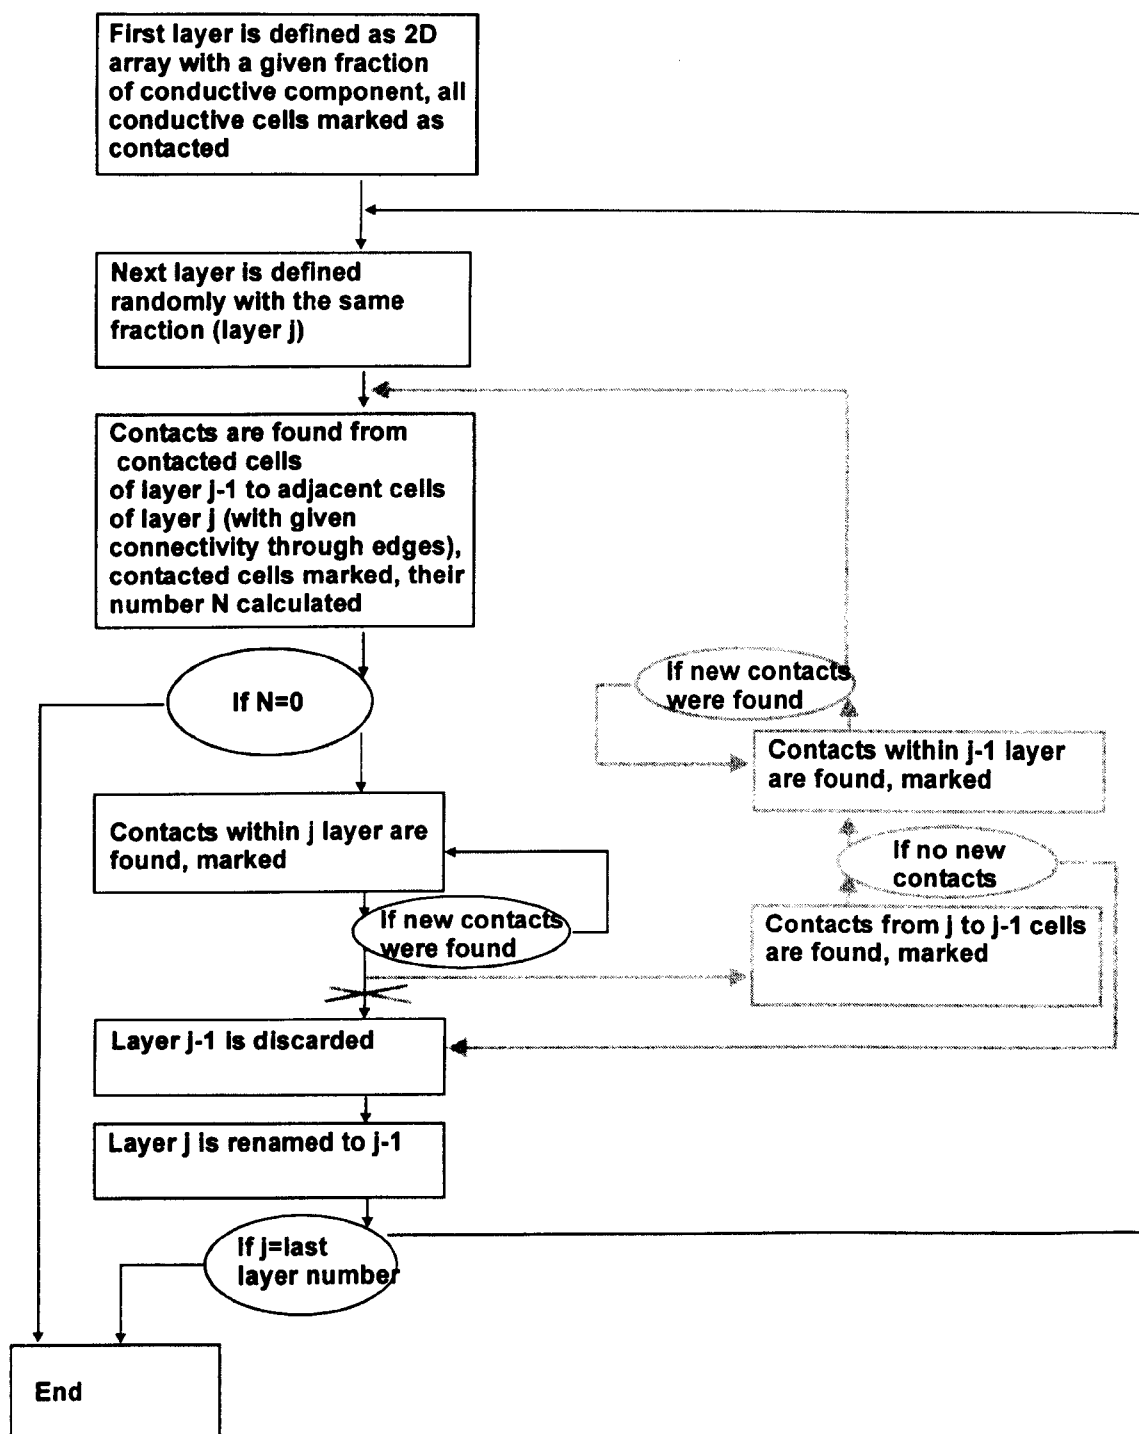 First layer is defined as 2D
array with a given fraction
of conductive component, all
conductive cells marked as
contacted
Next layer is defined
randomly with the same
fraction (layer j)
Contacts are found from
contacted cells
of layer j-1 to adjacent cells
of layer j (with given
connectivity through edges),
contacted cells marked, their
number N calculated
If N=0
If new contacts
were found
Contacts within j-1 layer
are found, marked
Contacts within j layer are
found, marked
If no new
contacts
If new contacts
were found
Contacts from j to j-1 cells
are found, marked
Layer j-1 is discarded
Layer j is renamed to j-1
If j=last
layer number
End